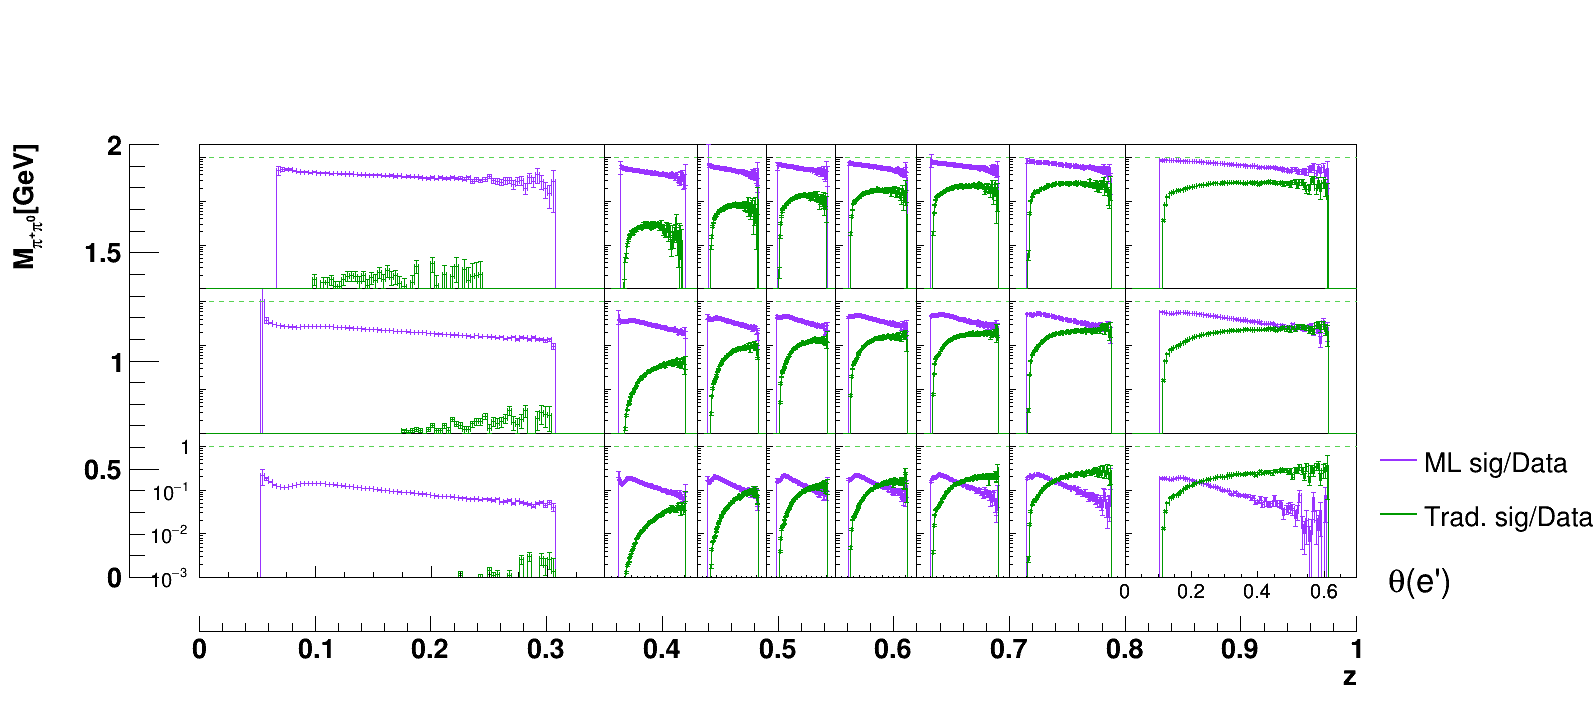 M π⁺π⁰ [GeV]
2
1.5
1
0.5
0
1
10⁻¹
10⁻²
10⁻³
ML sig/Data
Trad. sig/Data
0 0.2 0.4 0.6
θ(e')
0 0.1 0.2 0.3 0.4 0.5 0.6 0.7 0.8 0.9 1
z